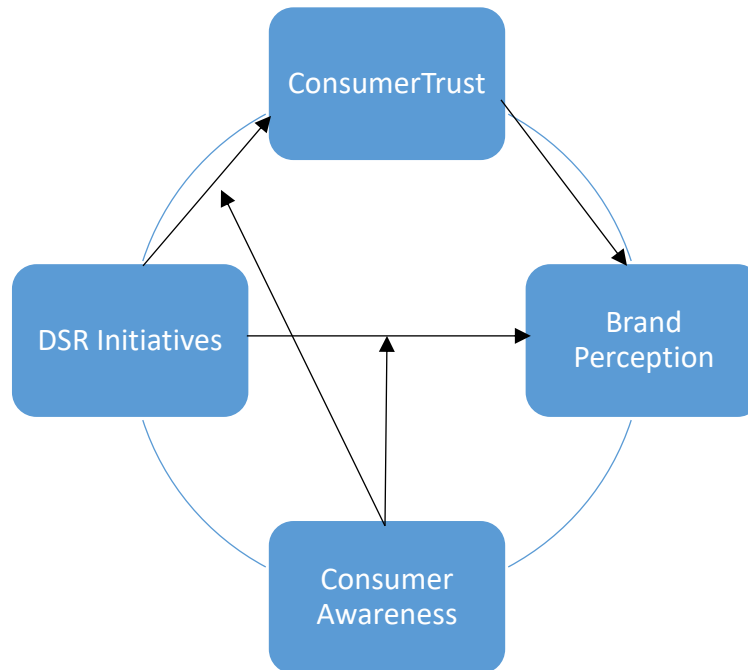 ConsumerTrust
DSR Initiatives
Brand
Perception
Consumer
Awareness